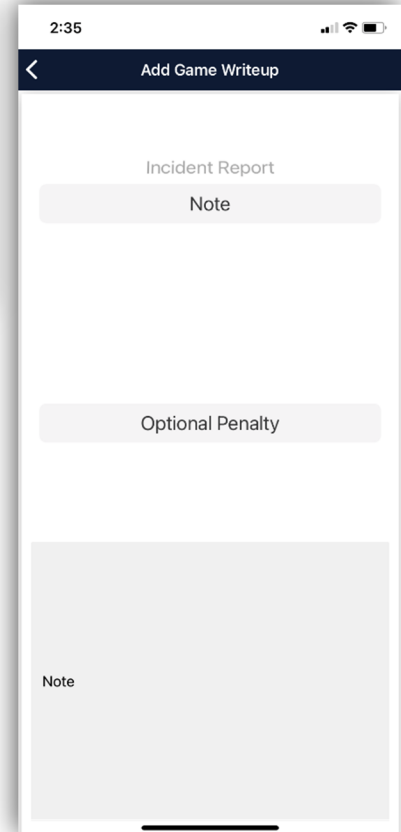 2:35
Add Game Writeup
Incident Report
Note
Optional Penalty
Note